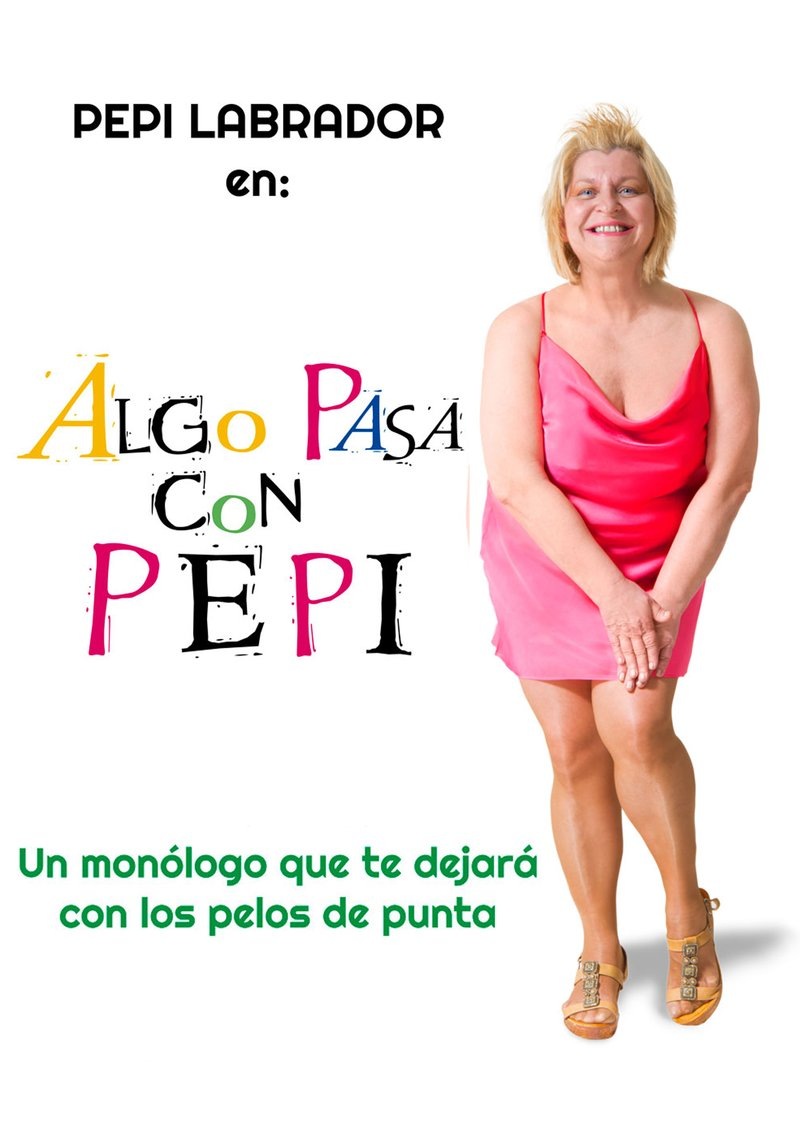 PEPI LABRADOR
en:
ALGO PASA
CON
PEPI
Un monólogo que te dejará
con los pelos de punta